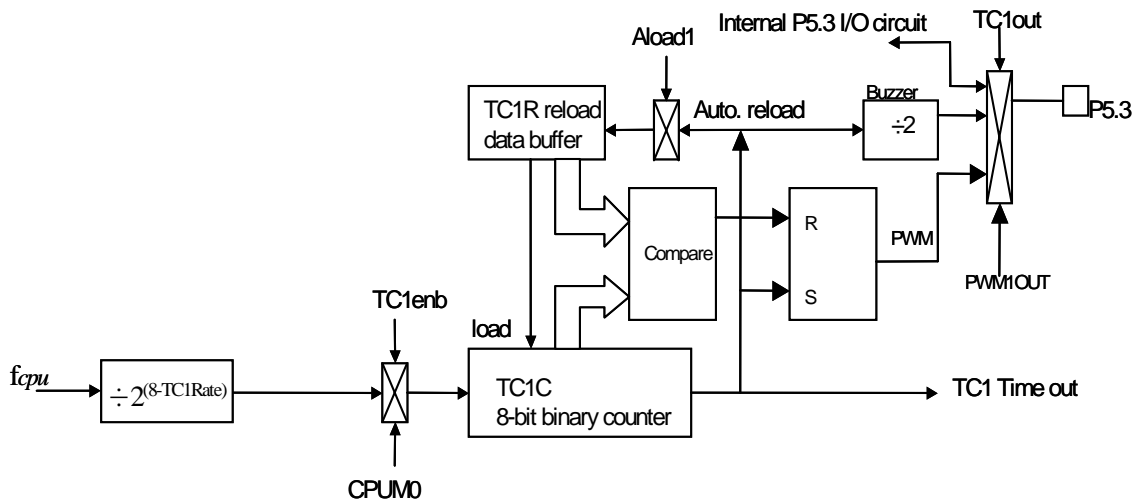 Internal P5.3 I/O circuit
TC1out
Aload1
Buzzer
TC1R reload
data buffer
Auto. reload
÷2
P5.3
R
PWM
Compare
S
PWM1OUT
TC1enb
load
fcpu
÷2(8-TC1Rate)
TC1C
8-bit binary counter
TC1 Time out
CPUM0